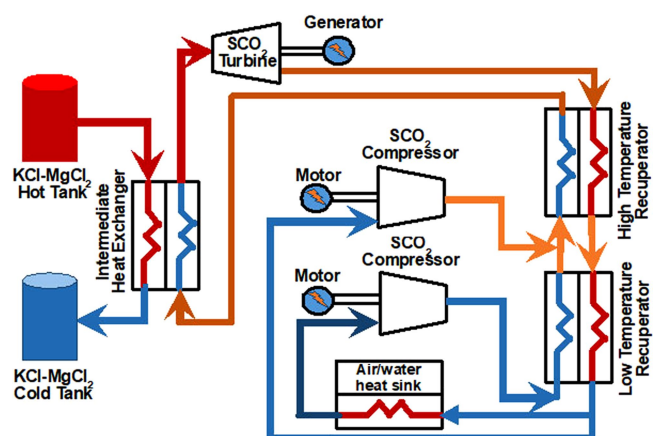 Generator
SCO2
Turbine
KCl-MgCl2
Hot Tank
Intermediate
Heat Exchanger
SCO2
Compressor
Motor
High Temperature
Recuperator
SCO2
Compressor
Motor
Low Temperature
Recuperator
Air/water
heat sink
KCl-MgCl2
Cold Tank